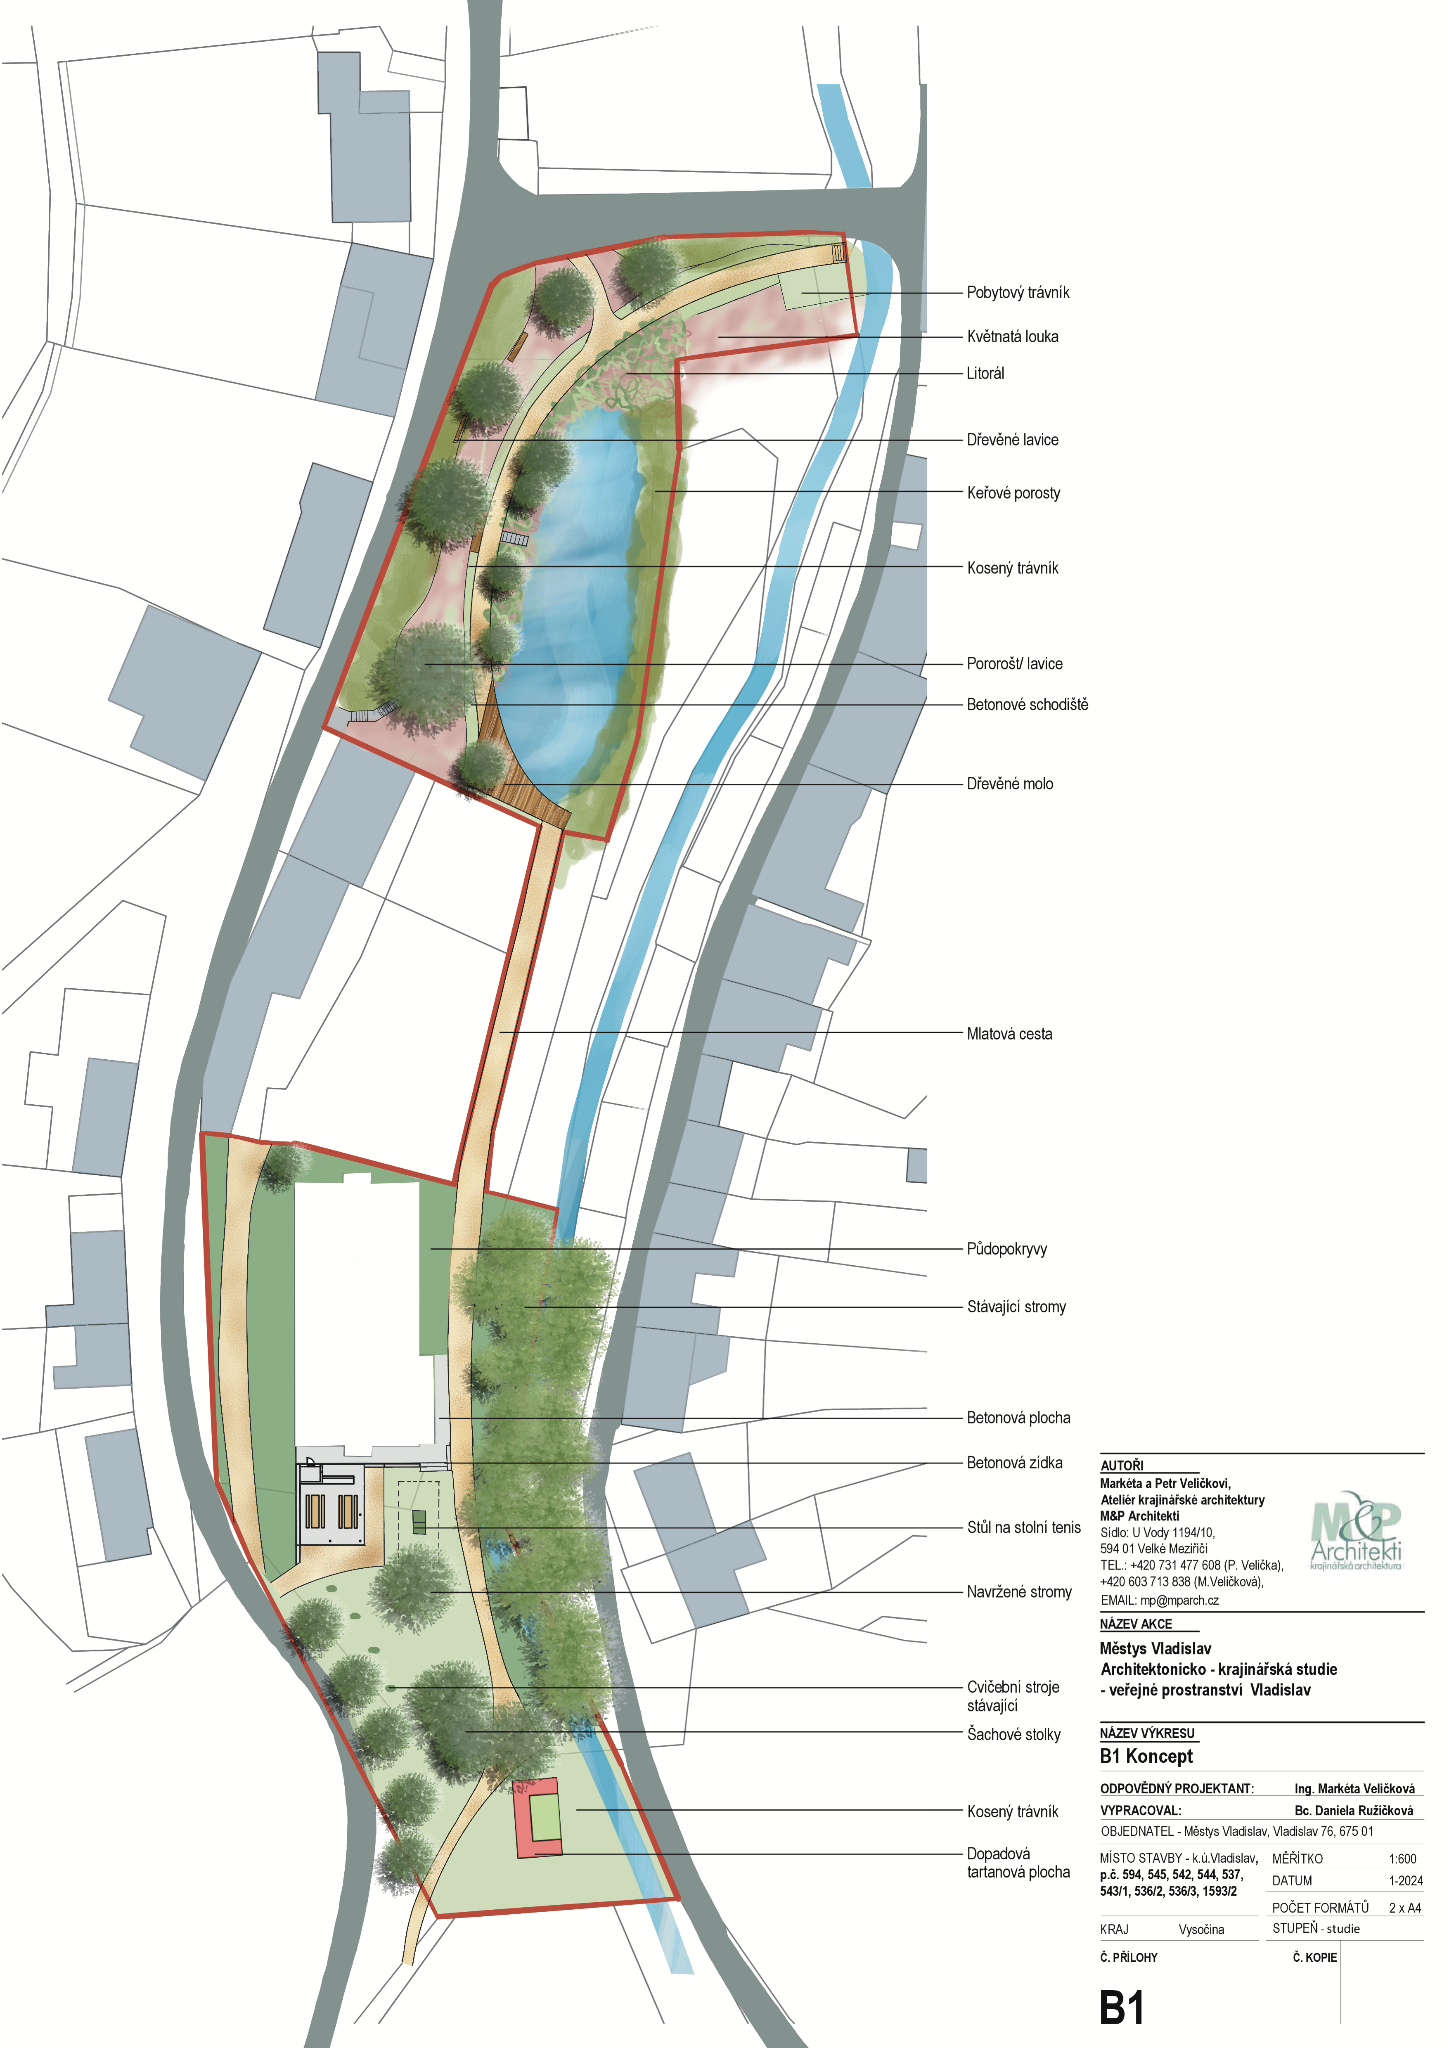 Pobytový trávník
Květnatá louka
Litorál
Dřevěné lavice
Keřové porosty
Kosený trávník
Pororošt/ lavice
Betonové schodiště
Dřevěné molo
Mlatová cesta
Půdopokryvy
Stávající stromy
Betonová plocha
Betonová zídka
Stůl na stolní tenis
Navržené stromy
Cvičební stroje
stávající
Šachové stolky
Kosený trávník
Dopadová
tartanová plocha
AUTOŘI
Markéta a Petr Veličkovi,
Ateliér krajinářské architektury
M&P Architekti
Sídlo: U Vody 1194/10,
594 01 Velké Meziříčí
TEL.: +420 731 477 608 (P. Velička),
+420 603 713 838 (M.Veličková),
EMAIL: mp@mparch.cz
M&P
Architekti
krajinářská architektura
NÁZEV AKCE
Městys Vladislav
Architektonicko - krajinářská studie
- veřejné prostranství Vladislav
NÁZEV VÝKRESU
B1 Koncept
ODPOVĚDNÝ PROJEKTANT: Ing. Markéta Veličková
VYPRACOVAL: Bc. Daniela Ružičková
OBJEDNATEL - Městys Vladislav, Vladislav 76, 675 01
MÍSTO STAVBY - k.ú.Vladislav,
p.č. 594, 545, 542, 544, 537,
543/1, 536/2, 536/3, 1593/2
MĚŘÍTKO 1:600
DATUM 1-2024
POČET FORMÁTŮ 2 x A4
KRAJ Vysočina
STUPEŇ - studie
Č. PŘÍLOHY
Č. KOPIE
B1